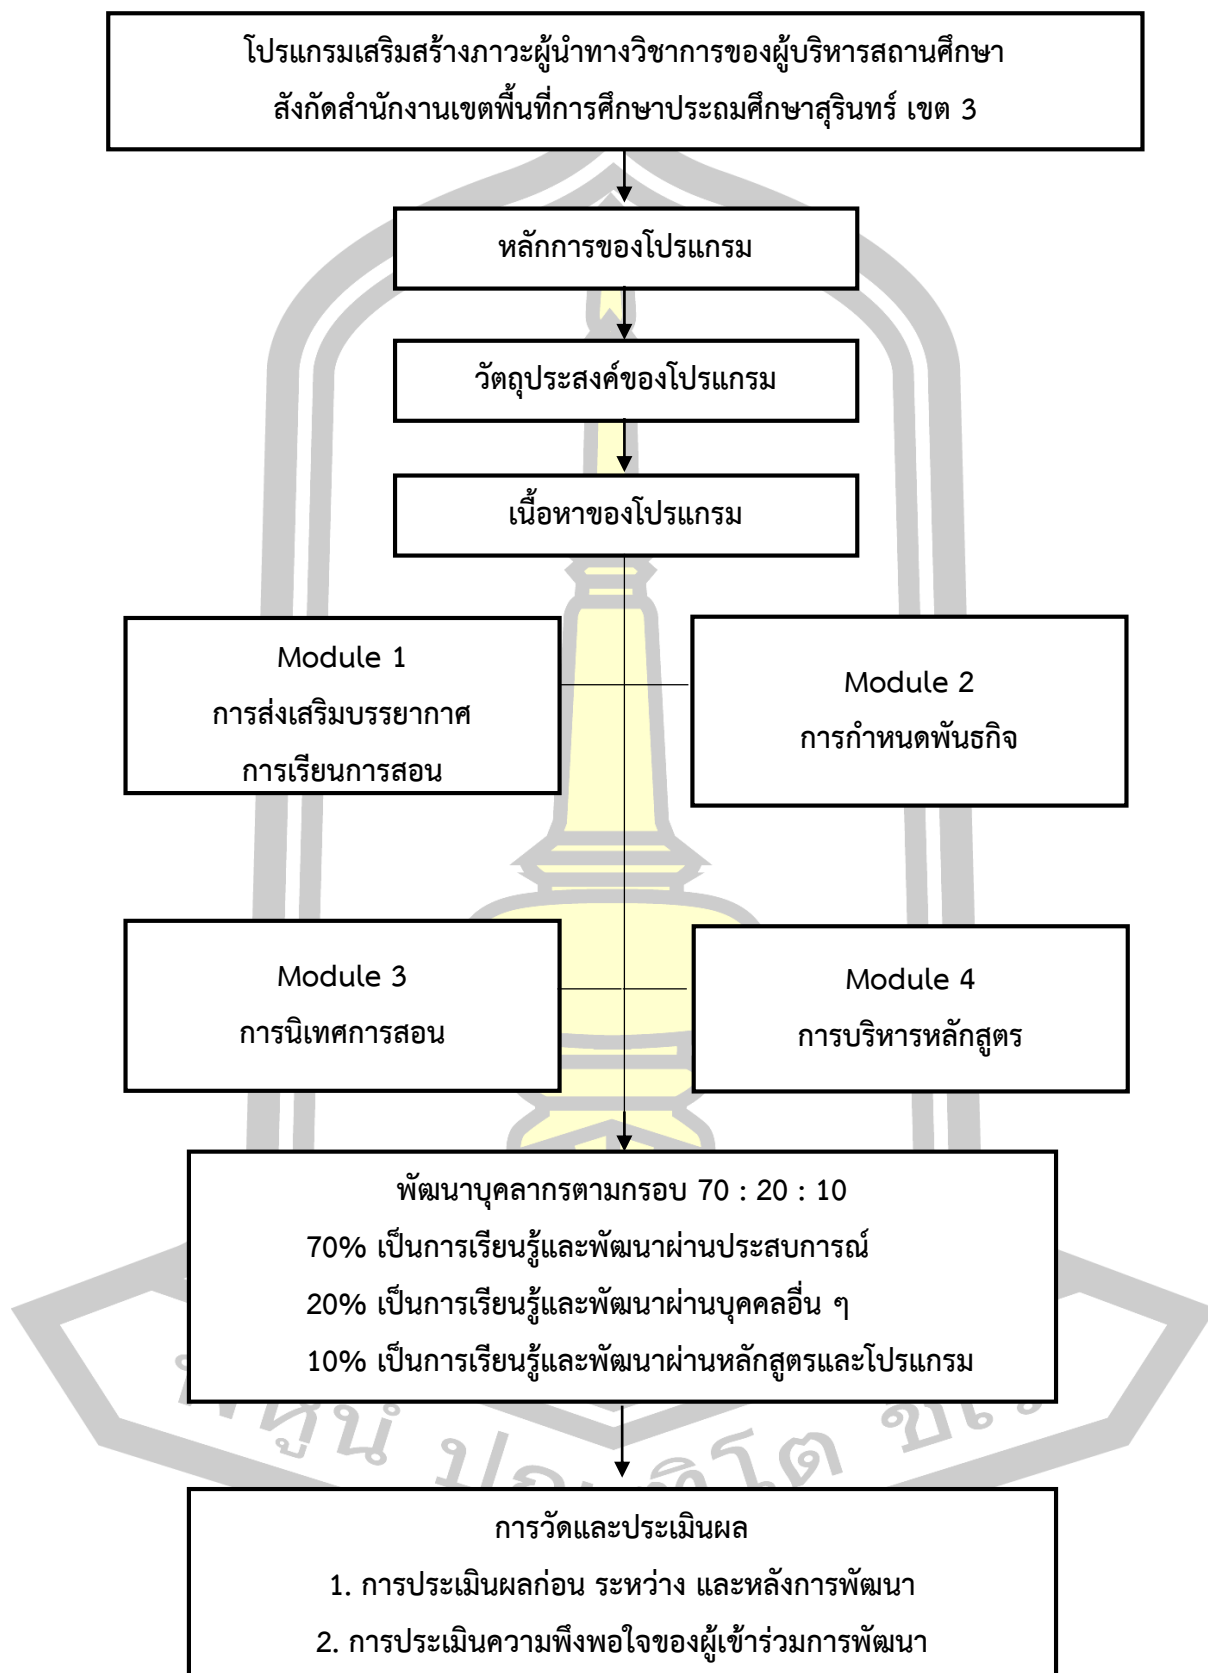 โปรแกรมเสริมสร้างภาวะผู้นำทางวิชาการของผู้บริหารสถานศึกษา
สังกัดสำนักงานเขตพื้นที่การศึกษาประถมศึกษาสุรินทร์ เขต 3
หลักการของโปรแกรม
วัตถุประสงค์ของโปรแกรม
เนื้อหาของโปรแกรม
Module 1
การส่งเสริมบรรยากาศ
การเรียนการสอน
Module 2
การกำหนดพันธกิจ
Module 3
การนิเทศการสอน
Module 4
การบริหารหลักสูตร
พัฒนาบุคลากรตามกรอบ 70 : 20 : 10
70% เป็นการเรียนรู้และพัฒนาผ่านประสบการณ์
20% เป็นการเรียนรู้และพัฒนาผ่านบุคคลอื่น ๆ
10% เป็นการเรียนรู้และพัฒนาผ่านหลักสูตรและโปรแกรม
การวัดและประเมินผล
1. การประเมินผลก่อน ระหว่าง และหลังการพัฒนา
2. การประเมินความพึงพอใจของผู้เข้าร่วมการพัฒนา